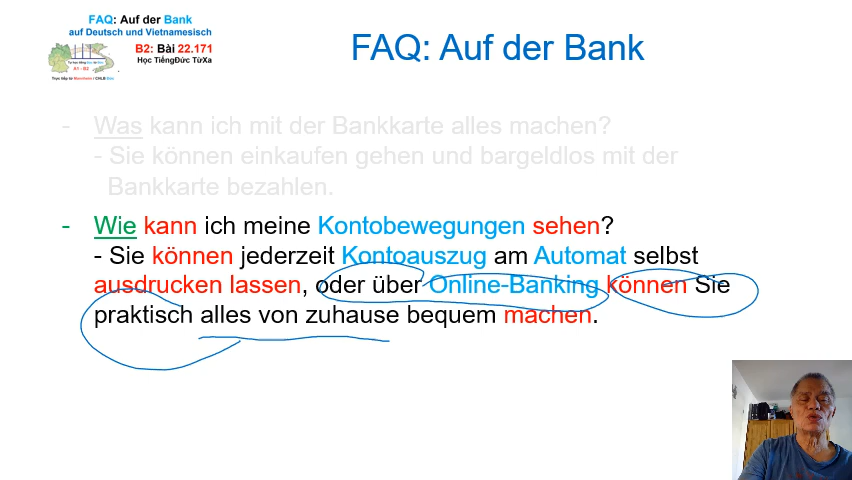 FAQ: Auf der Bank
auf Deutsch und Vietnamesisch
B2: Bài 22.171
Học TiếngĐức TừXa
A1 - B2
FAQ: Auf der Bank
- Was kann ich mit der Bankkarte alles machen?
- Sie können einkaufen gehen und bargeldlos mit der
Bankkarte bezahlen.
- Wie kann ich meine Kontobewegungen sehen?
- Sie können jederzeit Kontoauszug am Automat selbst
ausdrucken lassen, oder über Online-Banking können Sie
praktisch alles von zuhause bequem machen.